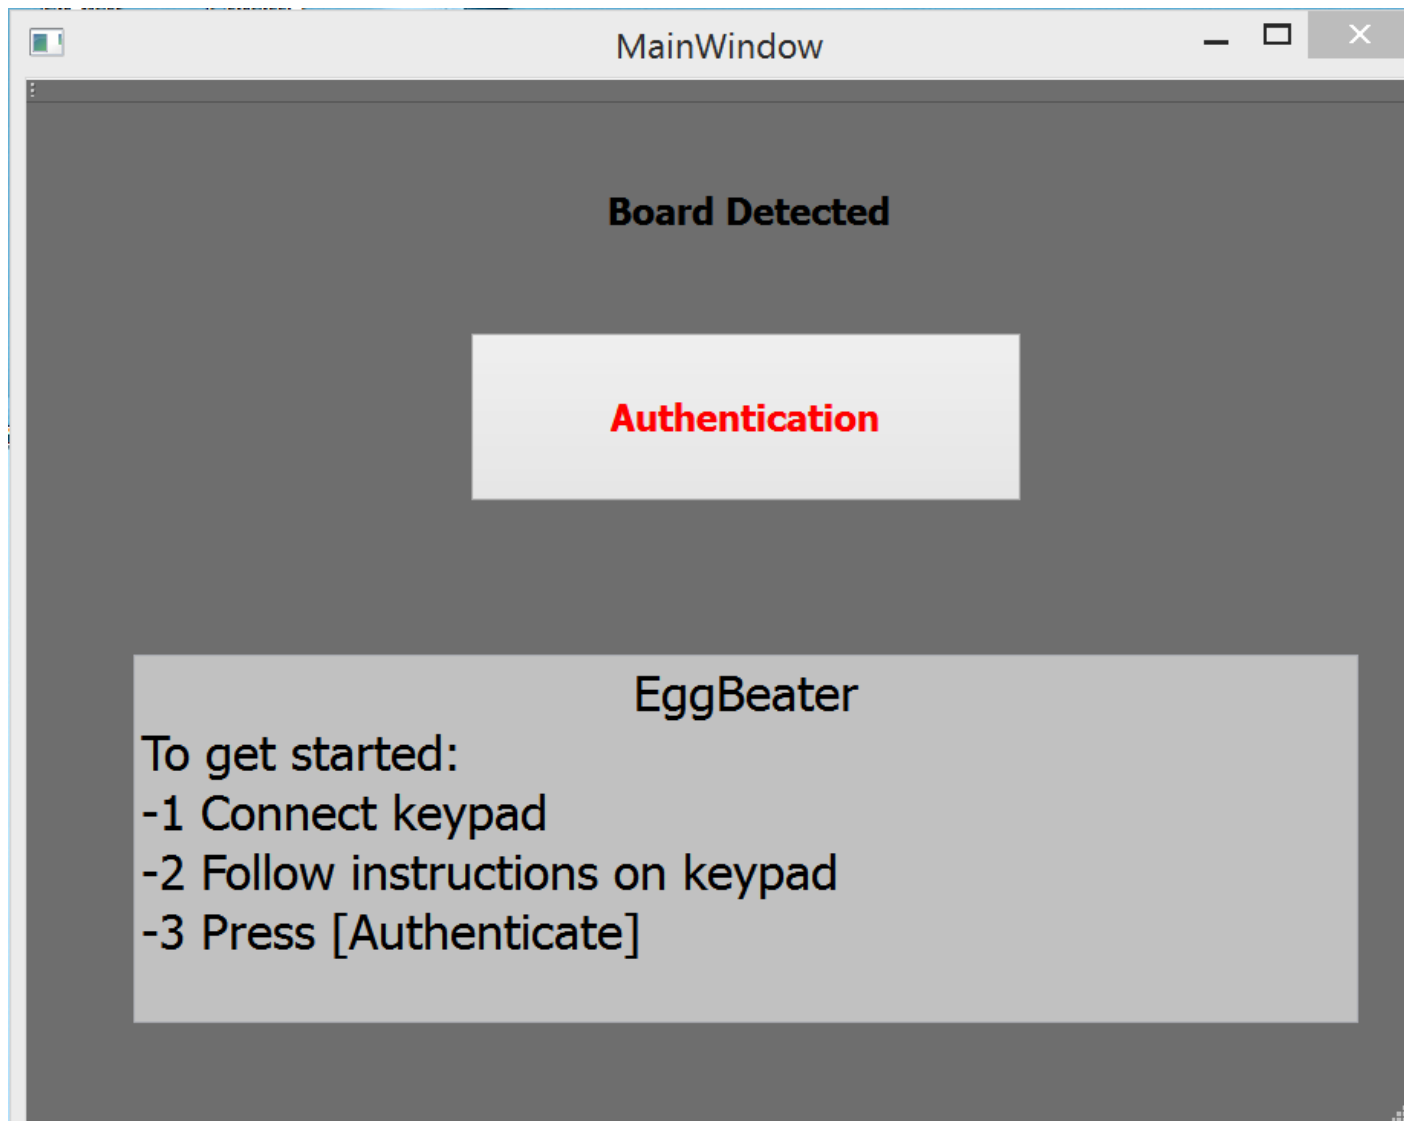 MainWindow
Board Detected
Authentication
EggBeater
To get started:
-1 Connect keypad
-2 Follow instructions on keypad
-3 Press [Authenticate]